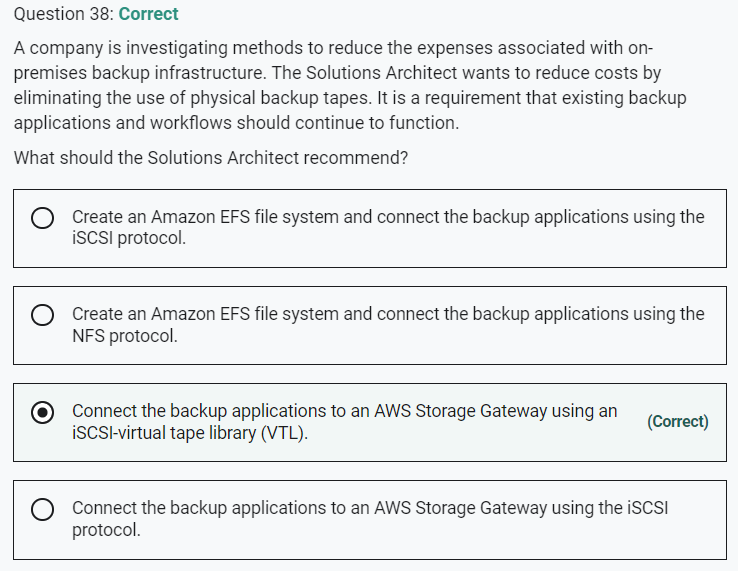 Question 38: Correct
A company is investigating methods to reduce the expenses associated with on-
premises backup infrastructure. The Solutions Architect wants to reduce costs by
eliminating the use of physical backup tapes. It is a requirement that existing backup
applications and workflows should continue to function.
What should the Solutions Architect recommend?
Create an Amazon EFS file system and connect the backup applications using the
iSCSI protocol.
Create an Amazon EFS file system and connect the backup applications using the
NFS protocol.
Connect the backup applications to an AWS Storage Gateway using an
iSCSI-virtual tape library (VTL).
(Correct)
Connect the backup applications to an AWS Storage Gateway using the iSCSI
protocol.